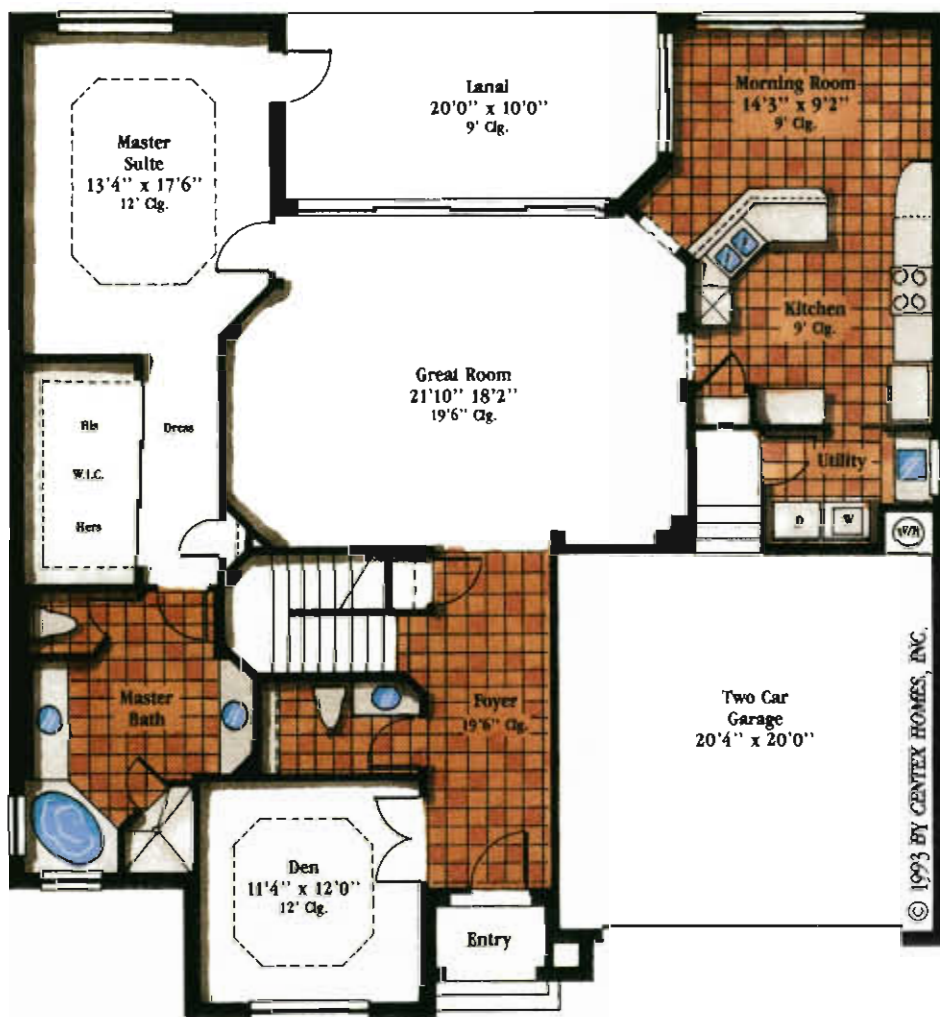 Master
Suite
13'4" x 17'6"
12' Clg.
Lanai
20'0" x 10'0"
9' Clg.
Morning Room
14'3" x 9'2"
9' Clg.
Kitchen
9' Clg.
Great Room
21'10" 18'2"
19'6" Clg.
His
W.I.C.
Hers
Dress
Utility
D
W
W/H
Master
Bath
Foyer
19'6" Clg.
Two Car
Garage
20'4" x 20'0"
Den
11'4" x 12'0"
12' Clg.
Entry
© 1993 BY CENTEX HOMES, INC.